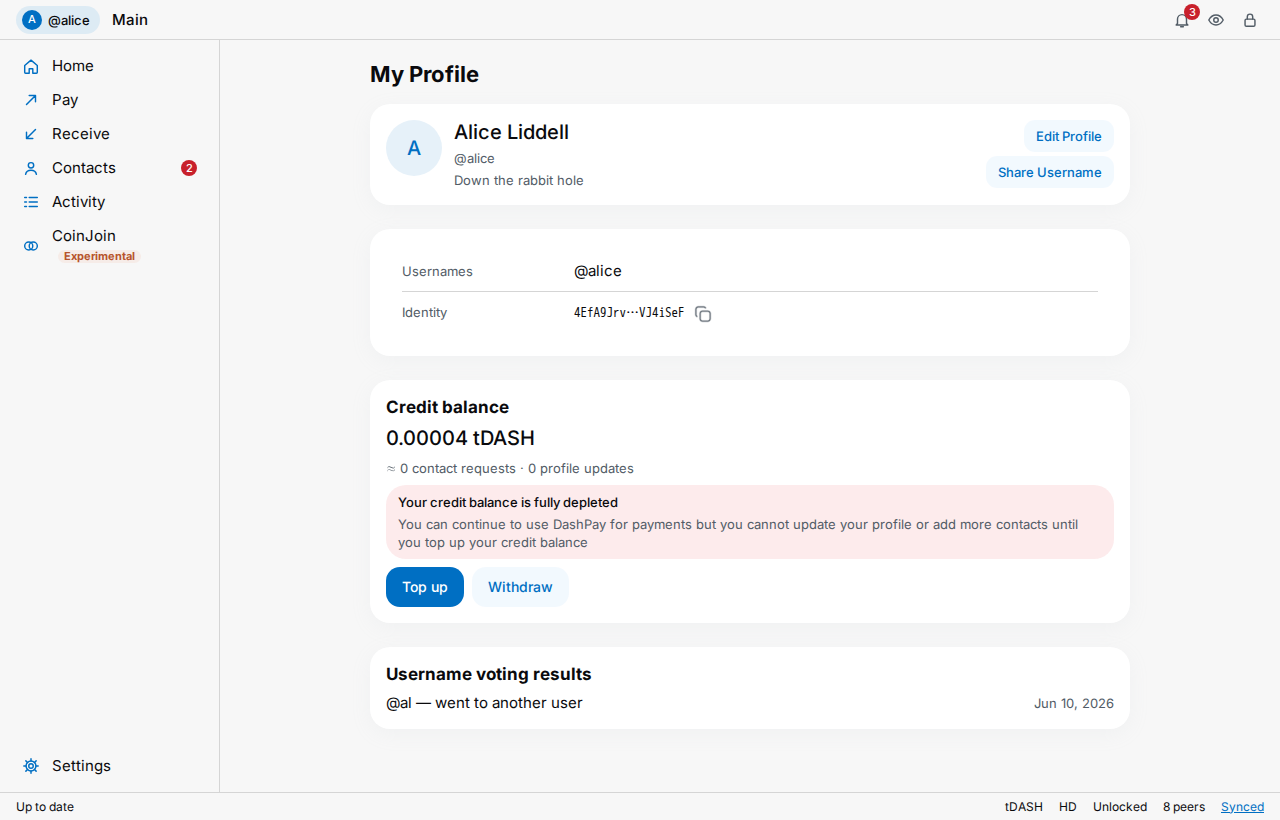 A @alice Main 3
Home
Pay
Receive
Contacts 2
Activity
CoinJoin
Experimental
Settings
My Profile
A
Alice Liddell
@alice
Down the rabbit hole
Edit Profile
Share Username
Usernames @alice
Identity 4EfA9Jrv···VJ4iSeF
Credit balance
0.00004 tDASH
≈ 0 contact requests · 0 profile updates
Your credit balance is fully depleted
You can continue to use DashPay for payments but you cannot update your profile or add more contacts until
you top up your credit balance
Top up Withdraw
Username voting results
@al — went to another user Jun 10, 2026
Up to date tDASH HD Unlocked 8 peers Synced